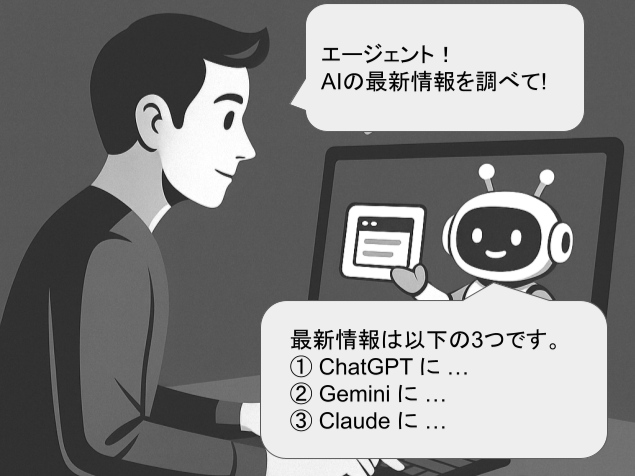 エージェント！
AIの最新情報を調べて!
最新情報は以下の3つです。
① ChatGPT に …
② Gemini に …
③ Claude に …